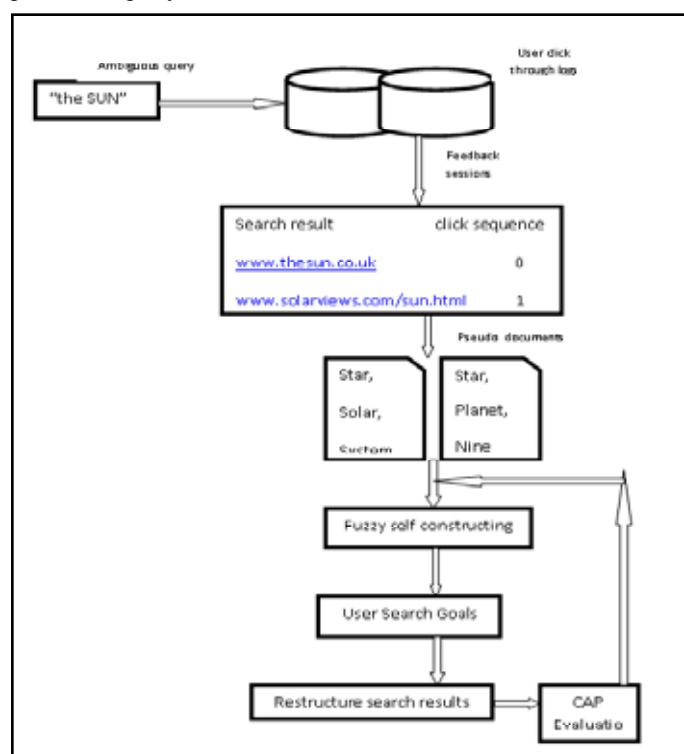 Ambiguous query
"the SUN"
User click
through logs
Feedback
sessions
Search result click sequence
www.thesun.co.uk 0
www.solarviews.com/sun.html 1
Pseudo documents
Star,
Solar,
System
Star,
Planet,
Nine
Fuzzy self constructing
User Search Goals
Restructure search results
CAP
Evaluatio